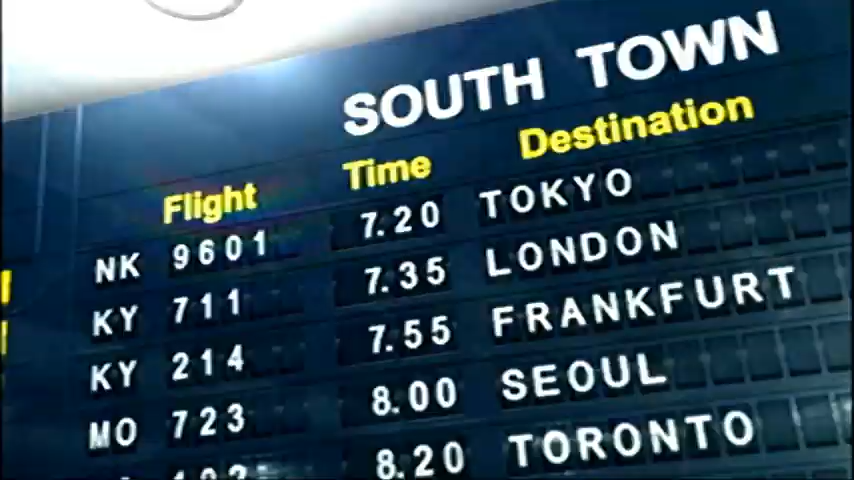 SOUTH TOWN
Flight Time Destination
NK 9601 7.20 TOKYO
KY 711 7.35 LONDON
KY 214 7.55 FRANKFURT
MO 723 8.00 SEOUL
8.20 TORONTO